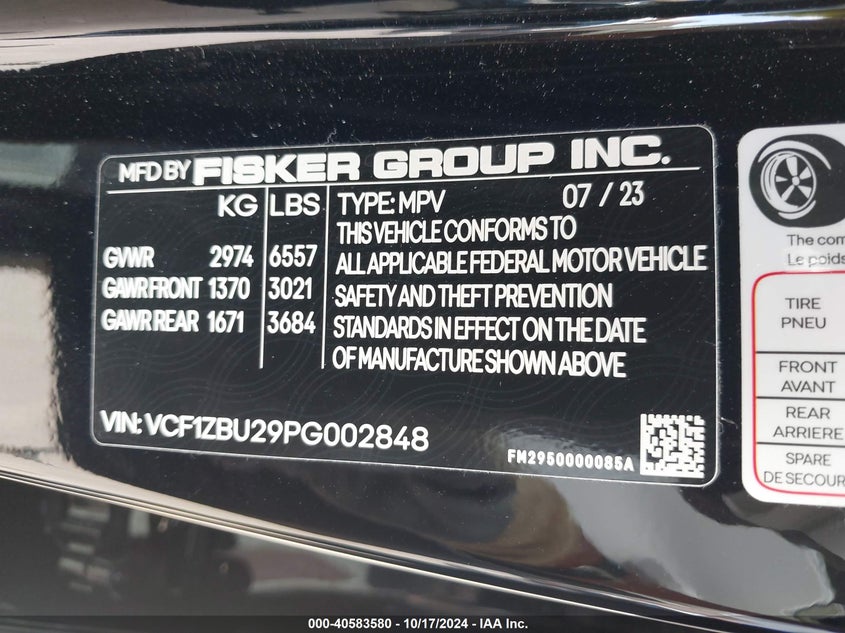 MFD BY FISKER GROUP INC.
KG LBS TYPE: MPV 07 / 23
THIS VEHICLE CONFORMS TO
GVWR 2974 6557 ALL APPLICABLE FEDERAL MOTOR VEHICLE
GAWR FRONT 1370 3021 SAFETY AND THEFT PREVENTION
GAWR REAR 1671 3684 STANDARDS IN EFFECT ON THE DATE
OF MANUFACTURE SHOWN ABOVE
VIN: VCF1ZBU29PG002848
FM2950000085A
The com
Le poids
TIRE
PNEU
FRONT
AVANT
REAR
ARRIERE
SPARE
DE SECOUR
000-40583580 - 10/17/2024 - IAA Inc.